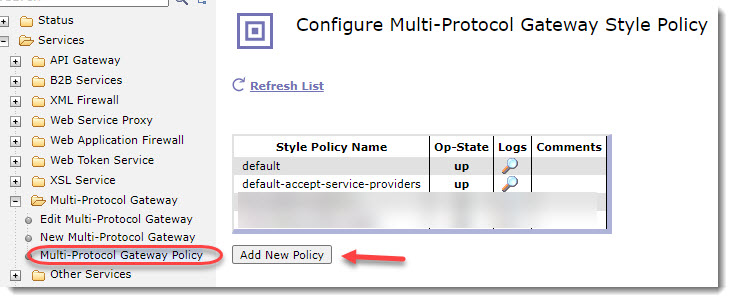 Status
Services
API Gateway
B2B Services
XML Firewall
Web Service Proxy
Web Application Firewall
Web Token Service
XSL Service
Multi-Protocol Gateway
Edit Multi-Protocol Gateway
New Multi-Protocol Gateway
Multi-Protocol Gateway Policy
Other Services
Configure Multi-Protocol Gateway Style Policy
Refresh List
Style Policy Name Op-State Logs Comments
default up
default-accept-service-providers up
Add New Policy